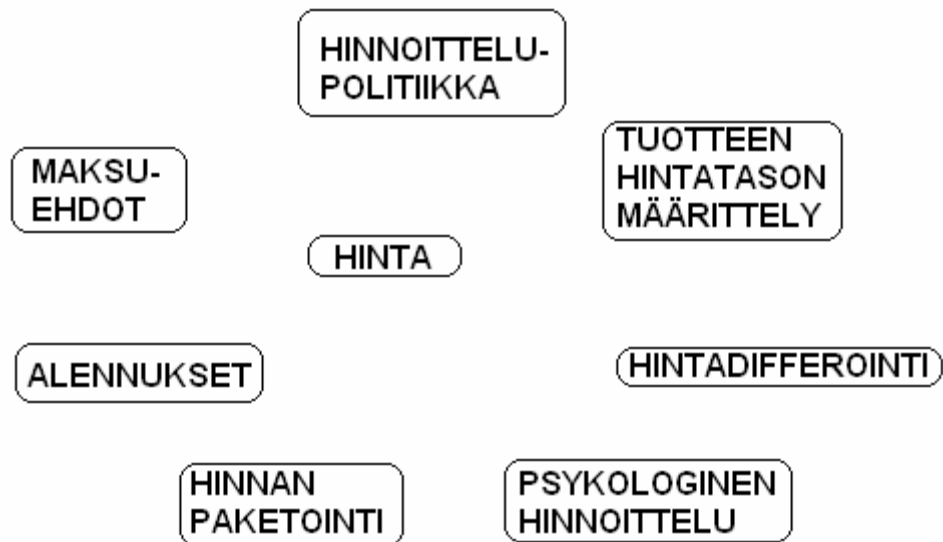 HINNOITTELU-
POLITIIKKA
TUOTTEEN
HINTATASON
MÄÄRITTELY
MAKSU-
EHDOT
HINTA
ALENNUKSET
HINTADIFFEROINTI
HINNAN
PAKETOINTI
PSYKOLOGINEN
HINNOITTELU